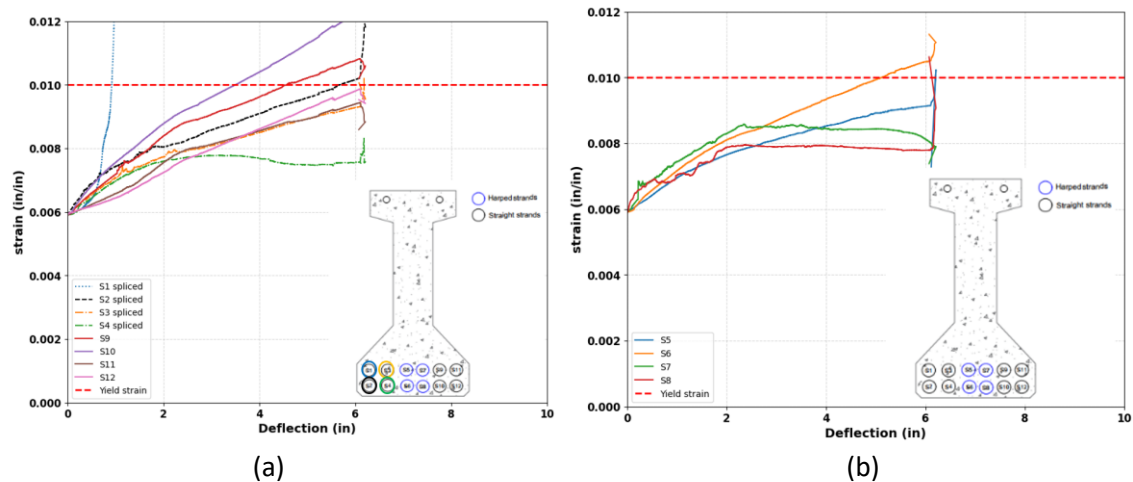 0.012
0.010
0.008
0.006
0.004
0.002
0.000
strain (in/in)
0 2 4 6 8 10
Deflection (in)
S1 spliced
S2 spliced
S3 spliced
S4 spliced
S9
S10
S11
S12
Yield strain
Harped strands
Straight strands
S1 S3 S5 S7 S9 S11
S2 S4 S6 S8 S10 S12
(a)
0.012
0.010
0.008
0.006
0.004
0.002
0.000
strain (in/in)
0 2 4 6 8 10
Deflection (in)
S5
S6
S7
S8
Yield strain
Harped strands
Straight strands
S1 S3 S5 S7 S9 S11
S2 S4 S6 S8 S10 S12
(b)